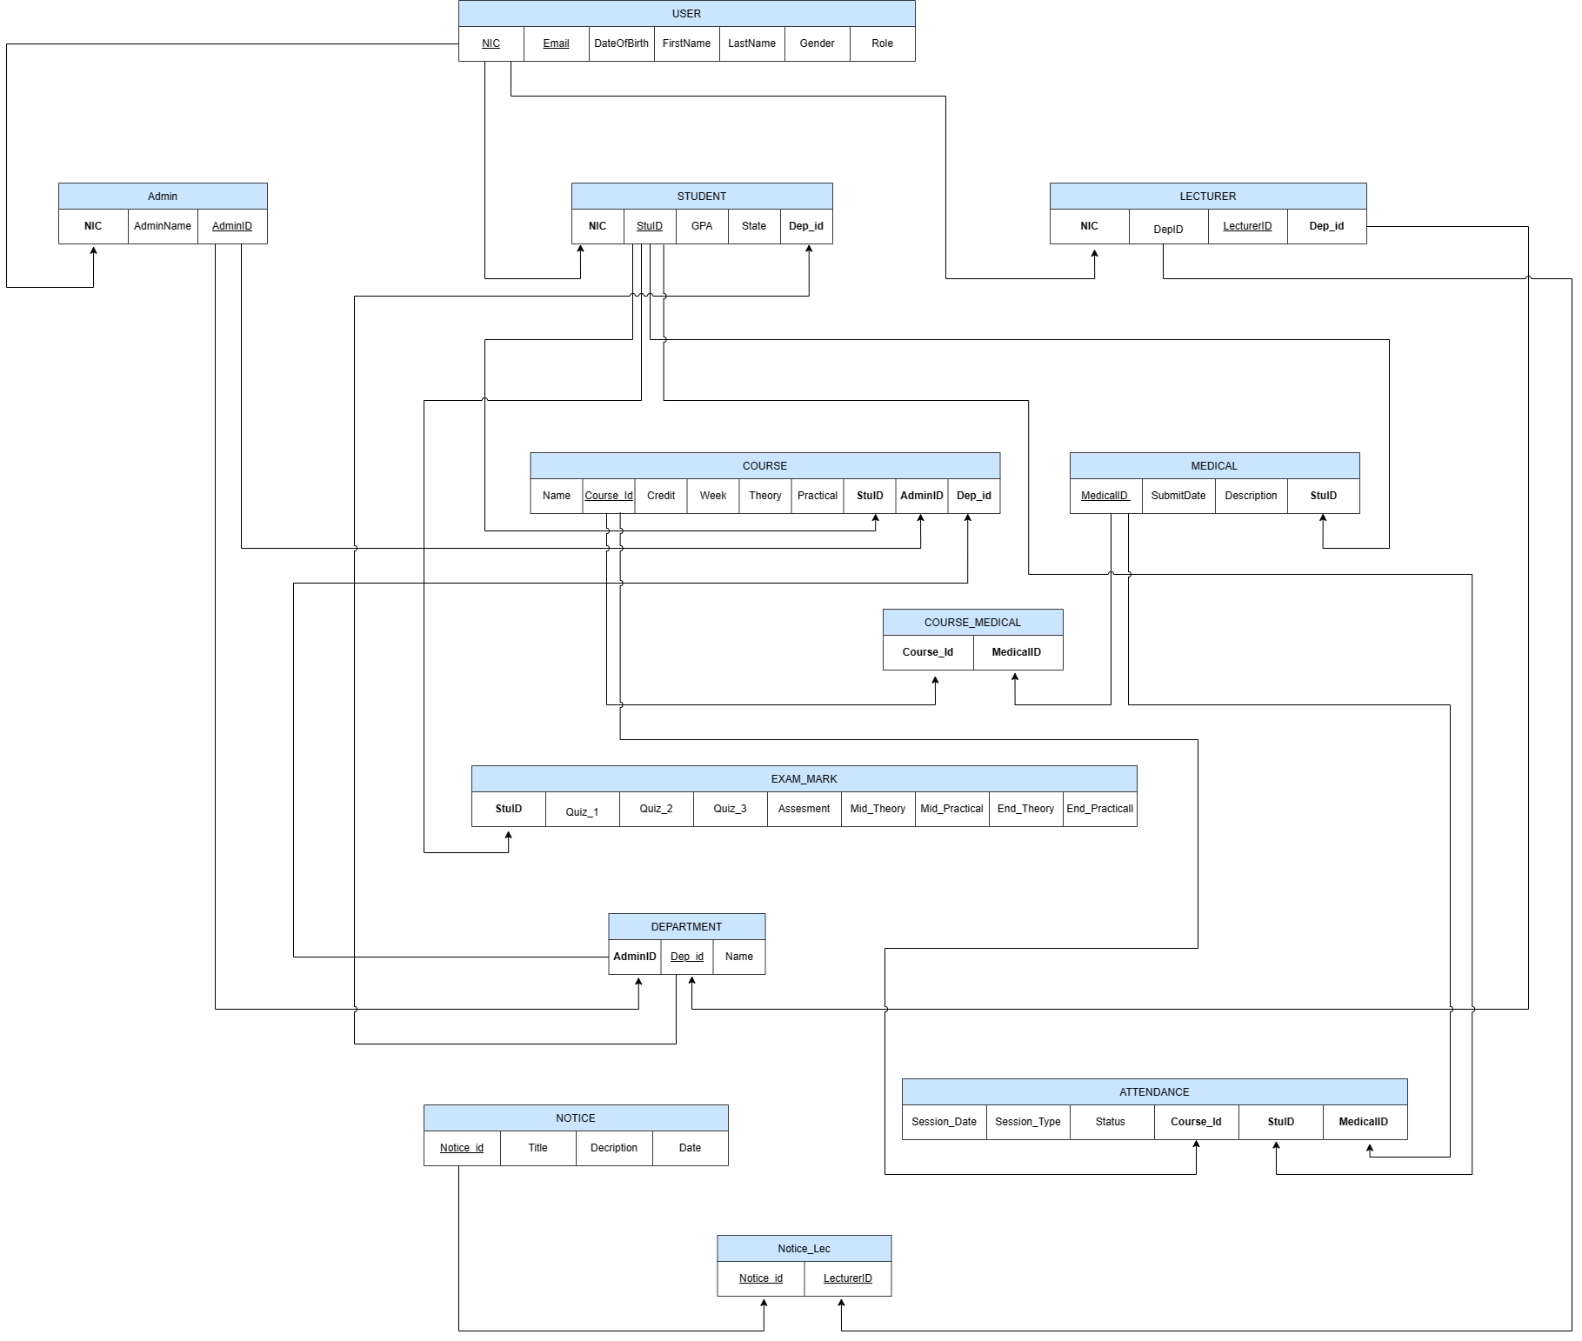 USER
NIC Email DateOfBirth FirstName LastName Gender Role
Admin
NIC AdminName AdminID
STUDENT
NIC StuID GPA State Dep_id
LECTURER
NIC DepID LecturerID Dep_id
COURSE
Name Course_Id Credit Week Theory Practical StuID AdminID Dep_id
MEDICAL
MedicalID SubmitDate Description StuID
COURSE_MEDICAL
Course_Id MedicalID
EXAM_MARK
StuID Quiz_1 Quiz_2 Quiz_3 Assesment Mid_Theory Mid_Practical End_Theory End_Practicall
DEPARTMENT
AdminID Dep_id Name
ATTENDANCE
Session_Date Session_Type Status Course_Id StuID MedicalID
NOTICE
Notice_id Title Decription Date
Notice_Lec
Notice_id LecturerID